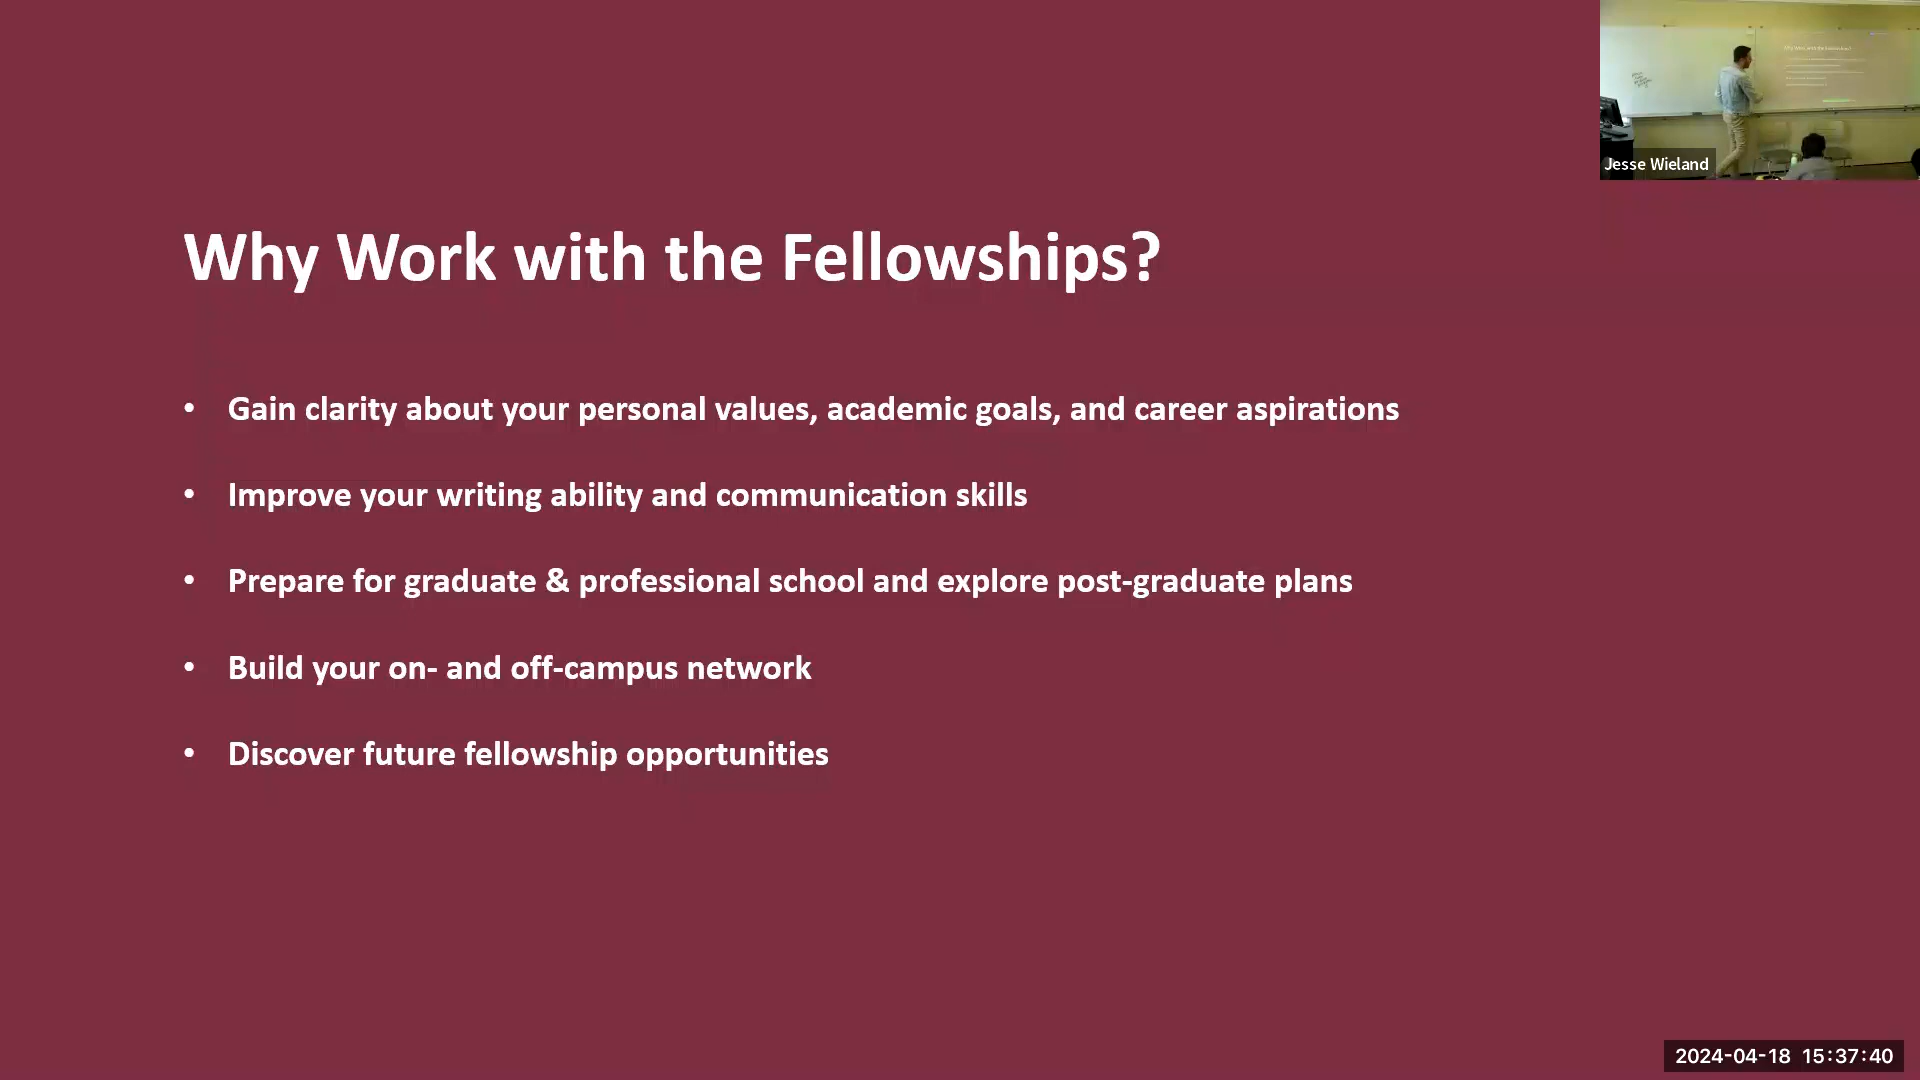 Jesse Wieland
Why Work with the Fellowships?
• Gain clarity about your personal values, academic goals, and career aspirations
• Improve your writing ability and communication skills
• Prepare for graduate & professional school and explore post-graduate plans
• Build your on- and off-campus network
• Discover future fellowship opportunities
2024-04-18 15:37:40